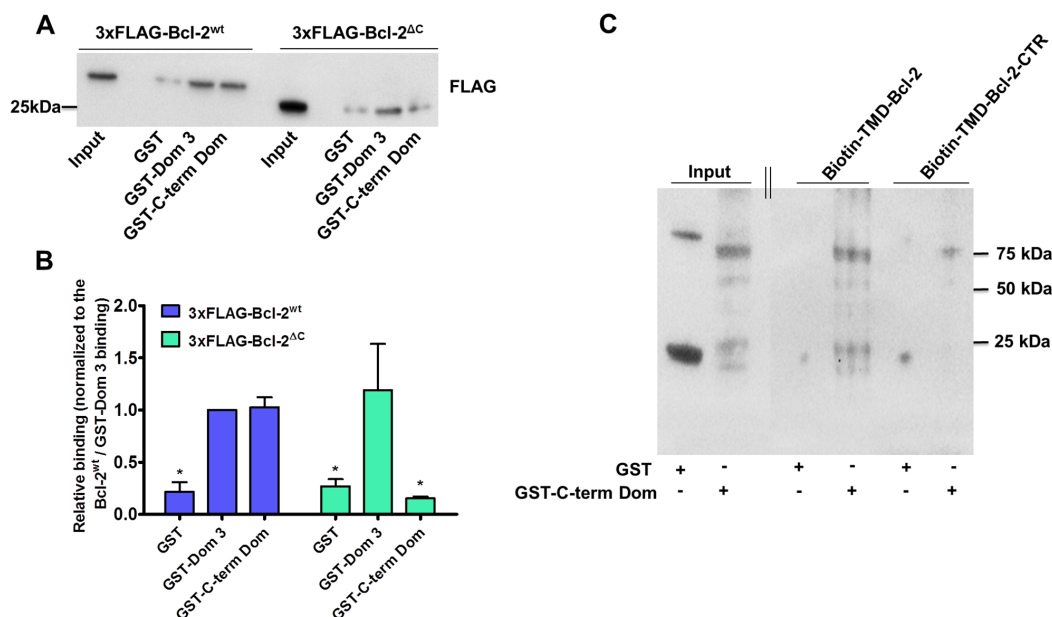 A
3xFLAG-Bcl-2wt
3xFLAG-Bcl-2ΔC
FLAG
25kDa
Input
GST
GST-Dom 3
GST-C-term Dom
Input
GST
GST-Dom 3
GST-C-term Dom
B
Relative binding (normalized to the
Bcl-2wt / GST-Dom 3 binding)
2.0
1.5
1.0
0.5
0.0
3xFLAG-Bcl-2wt
3xFLAG-Bcl-2ΔC
*
*
*
GST
GST-Dom 3
GST-C-term Dom
GST
GST-Dom 3
GST-C-term Dom
C
Input
Biotin-TMD-Bcl-2
Biotin-TMD-Bcl-2-CTR
75 kDa
50 kDa
25 kDa
GST + - + - + -
GST-C-term Dom - + - + - +